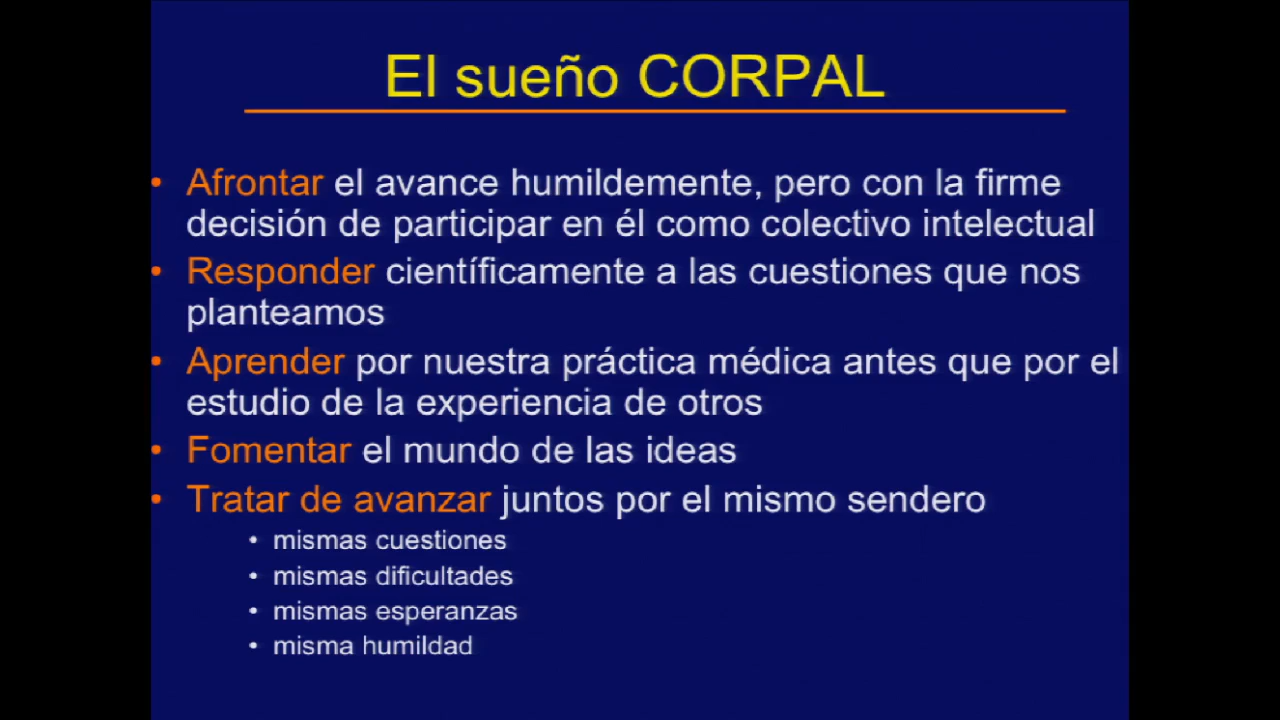 El sueño CORPAL
• Afrontar el avance humildemente, pero con la firme
decisión de participar en él como colectivo intelectual
• Responder científicamente a las cuestiones que nos
planteamos
• Aprender por nuestra práctica médica antes que por el
estudio de la experiencia de otros
• Fomentar el mundo de las ideas
• Tratar de avanzar juntos por el mismo sendero
• mismas cuestiones
• mismas dificultades
• mismas esperanzas
• misma humildad